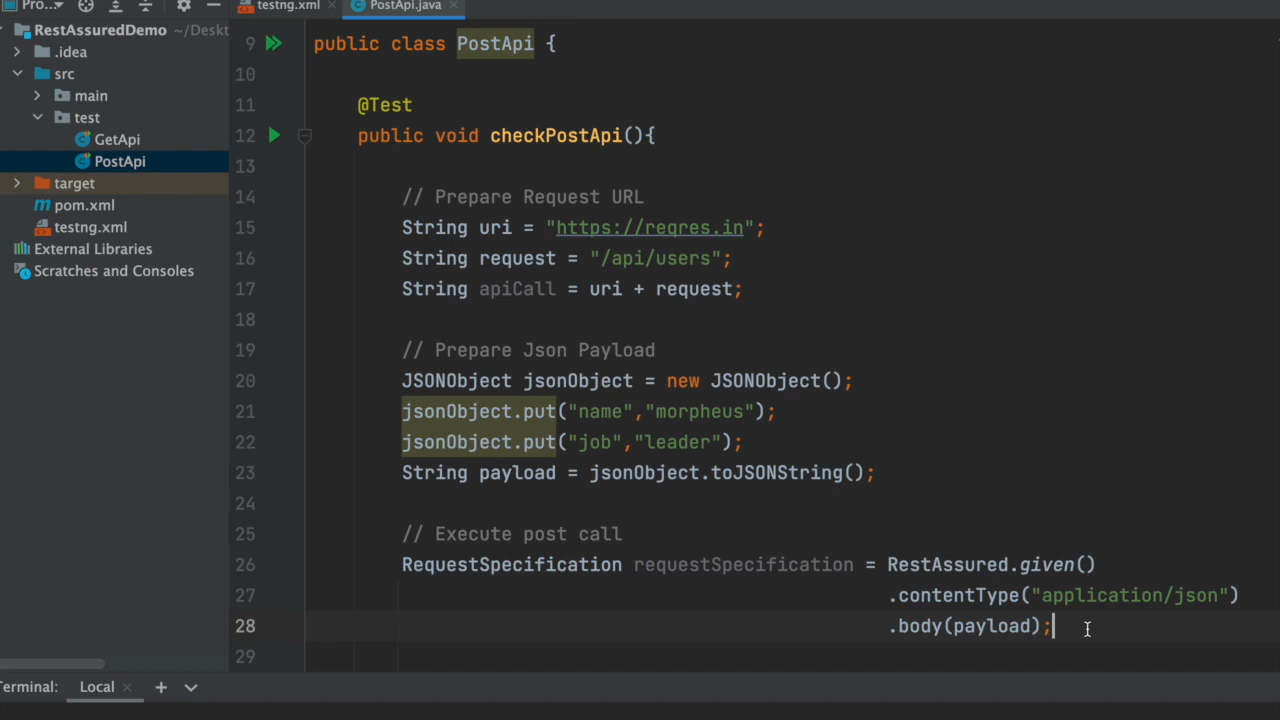 Pro...
testng.xml
PostApi.java
RestAssuredDemo ~/Deskt
.idea
src
main
test
GetApi
PostApi
target
pom.xml
testng.xml
External Libraries
Scratches and Consoles
9 public class PostApi {
10
11 @Test
12 public void checkPostApi(){
13
14 // Prepare Request URL
15 String uri = "https://reqres.in";
16 String request = "/api/users";
17 String apiCall = uri + request;
18
19 // Prepare Json Payload
20 JSONObject jsonObject = new JSONObject();
21 jsonObject.put("name","morpheus");
22 jsonObject.put("job","leader");
23 String payload = jsonObject.toJSONString();
24
25 // Execute post call
26 RequestSpecification requestSpecification = RestAssured.given()
27 .contentType("application/json")
28 .body(payload);
29
Terminal: Local